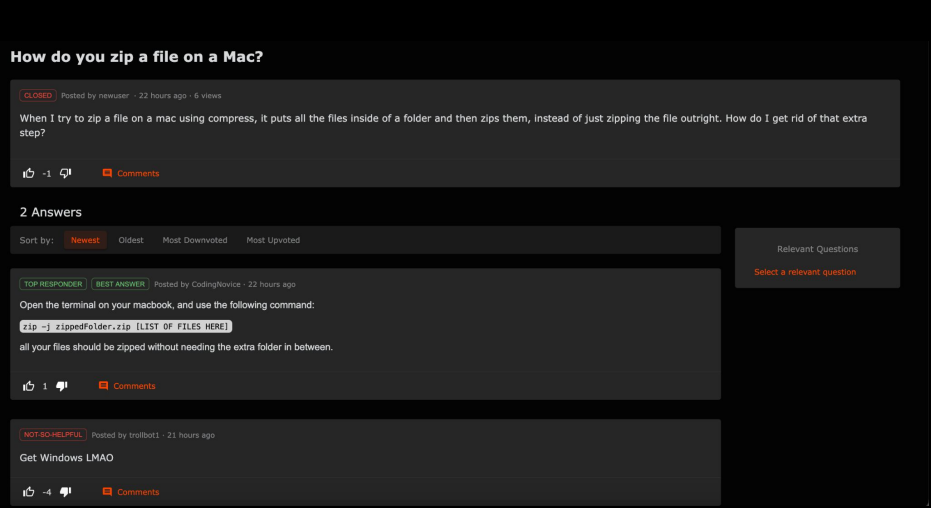 How do you zip a file on a Mac?
CLOSED Posted by newuser - 22 hours ago · 6 views
When I try to zip a file on a mac using compress, it puts all the files inside of a folder and then zips them, instead of just zipping the file outright. How do I get rid of that extra
step?
-1 Comments
2 Answers
Sort by: Newest Oldest Most Downvoted Most Upvoted
TOP RESPONDER BEST ANSWER Posted by CodingNovice - 22 hours ago
Open the terminal on your macbook, and use the following command:
zip -j zippedFolder.zip [LIST OF FILES HERE]
all your files should be zipped without needing the extra folder in between.
1 Comments
NOT-SO-HELPFUL Posted by trollbot1 - 21 hours ago
Get Windows LMAO
-4 Comments
Relevant Questions
Select a relevant question